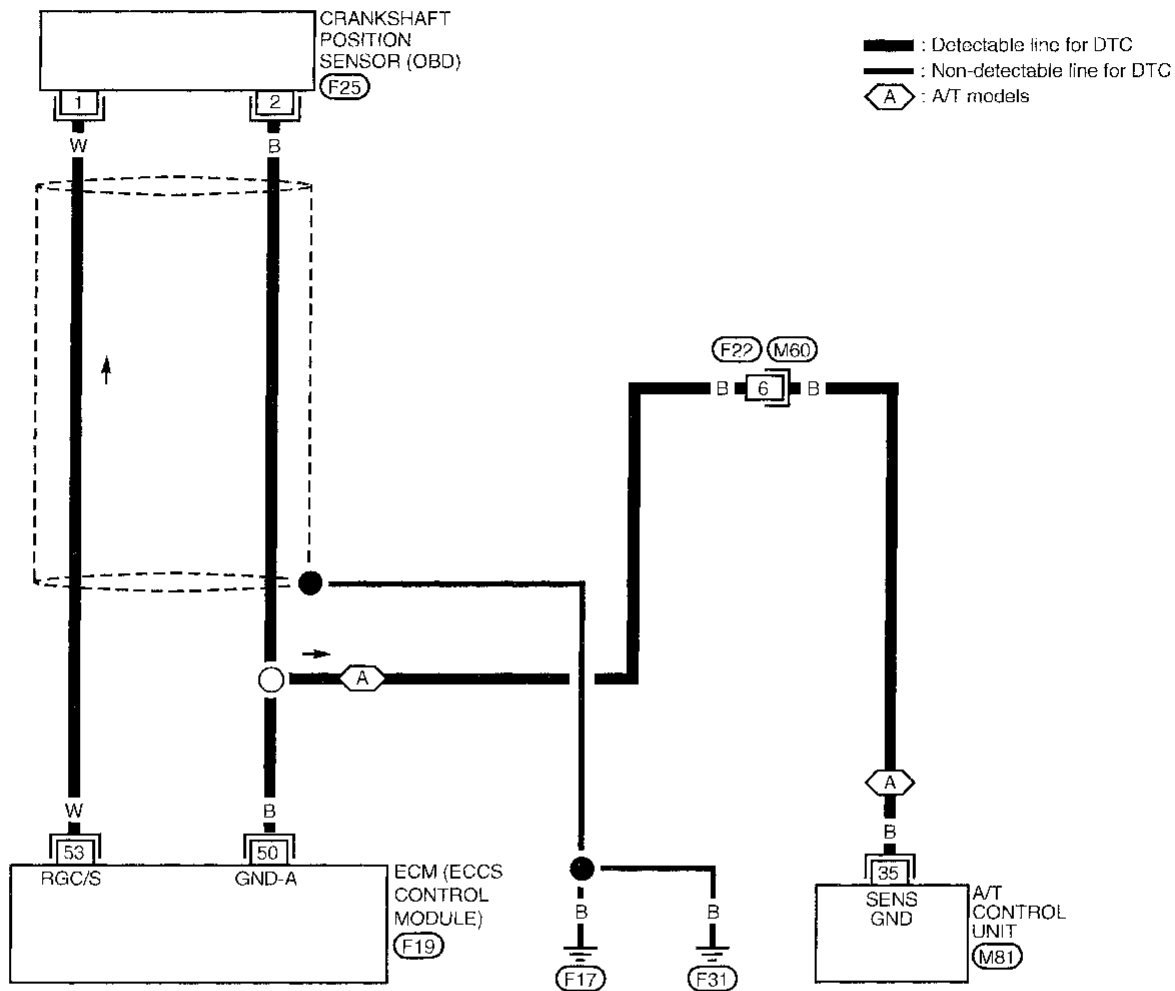 CRANKSHAFT
POSITION
SENSOR (OBD)
F25
1
2
W
B
: Detectable line for DTC
: Non-detectable line for DTC
A : A/T models
F22 M60
B 6 B
A
A
W
B
B
53
50
35
RGC/S
GND-A
ECM (ECCS
CONTROL
MODULE)
F19
B
B
F17
F31
SENS
GND
A/T
CONTROL
UNIT
M81